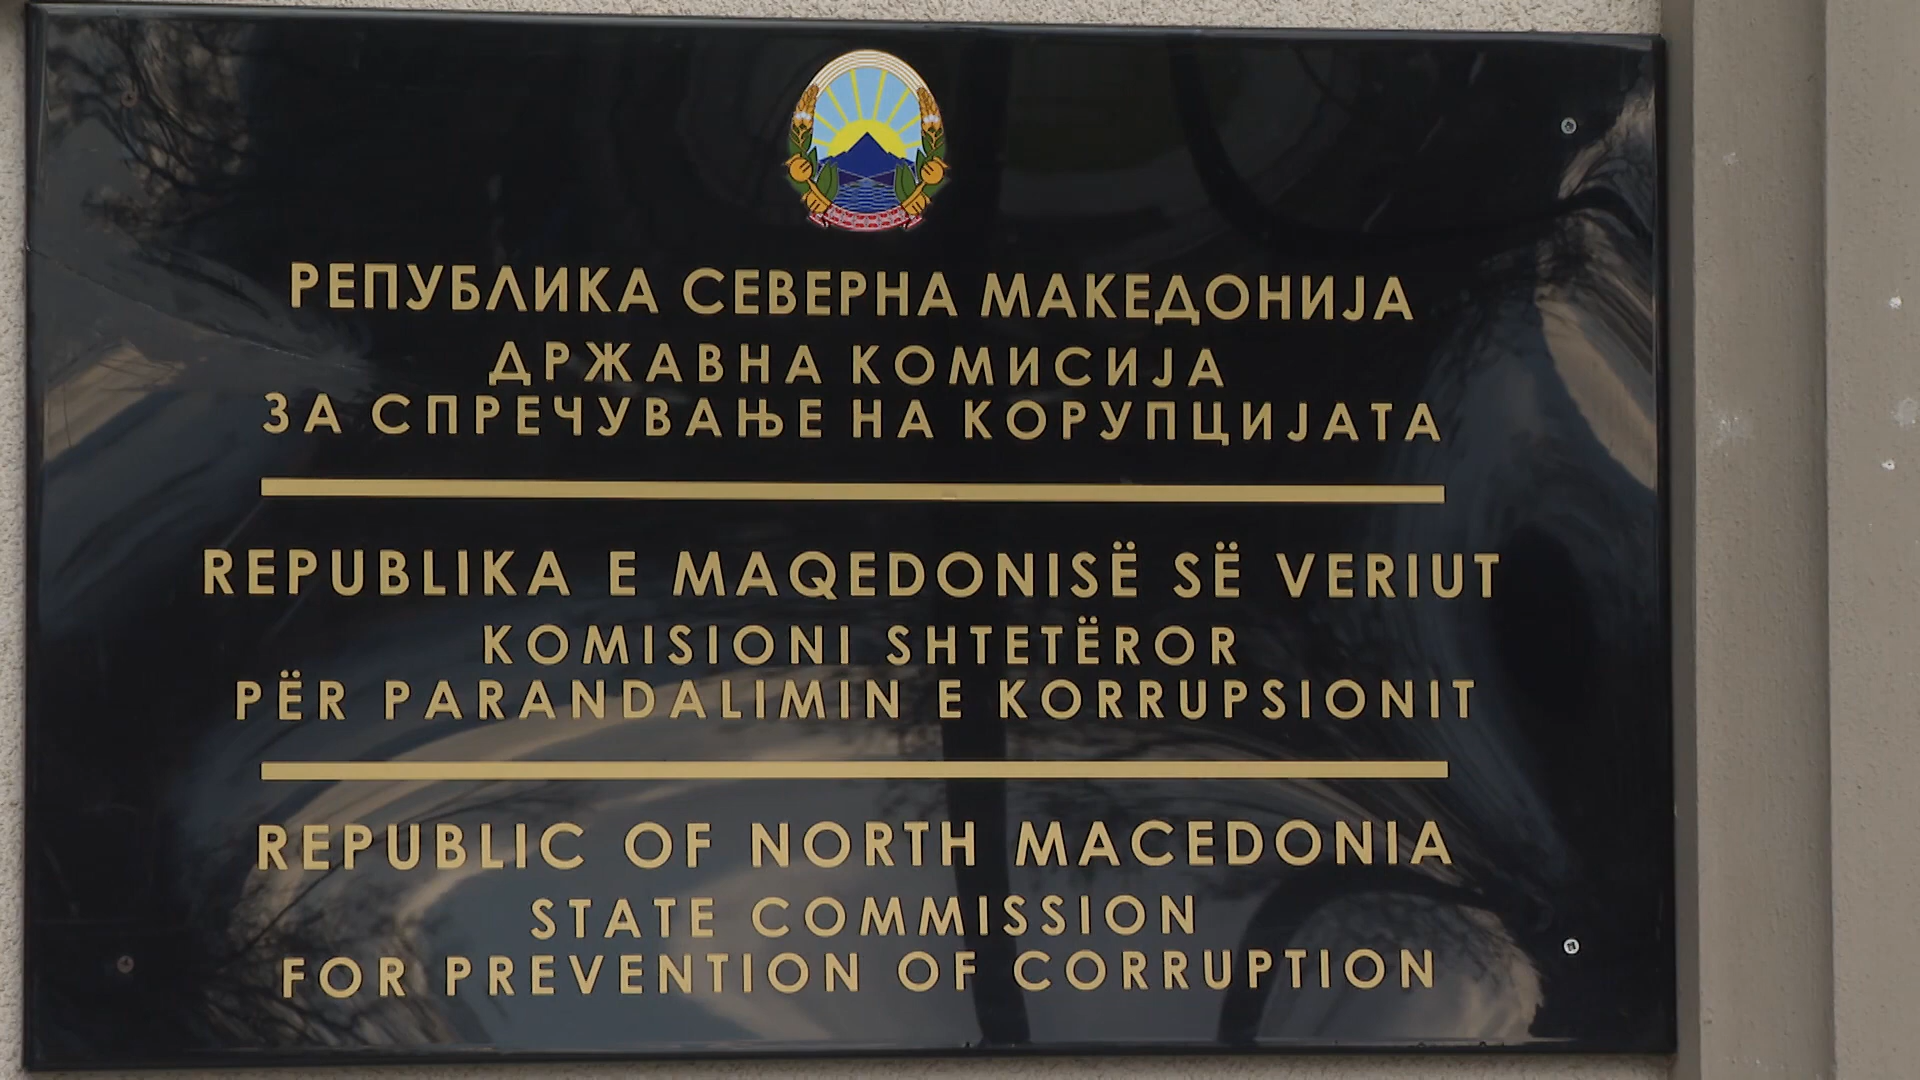 РЕПУБЛИКА СЕВЕРНА МАКЕДОНИЈА
ДРЖАВНА КОМИСИЈА
ЗА СПРЕЧУВАЊЕ НА КОРУПЦИЈАТА
REPUBLIKA E MAQEDONISË SË VERIUT
KOMISIONI SHTETËROR
PËR PARANDALIMIN E KORRUPSIONIT
REPUBLIC OF NORTH MACEDONIA
STATE COMMISSION
FOR PREVENTION OF CORRUPTION